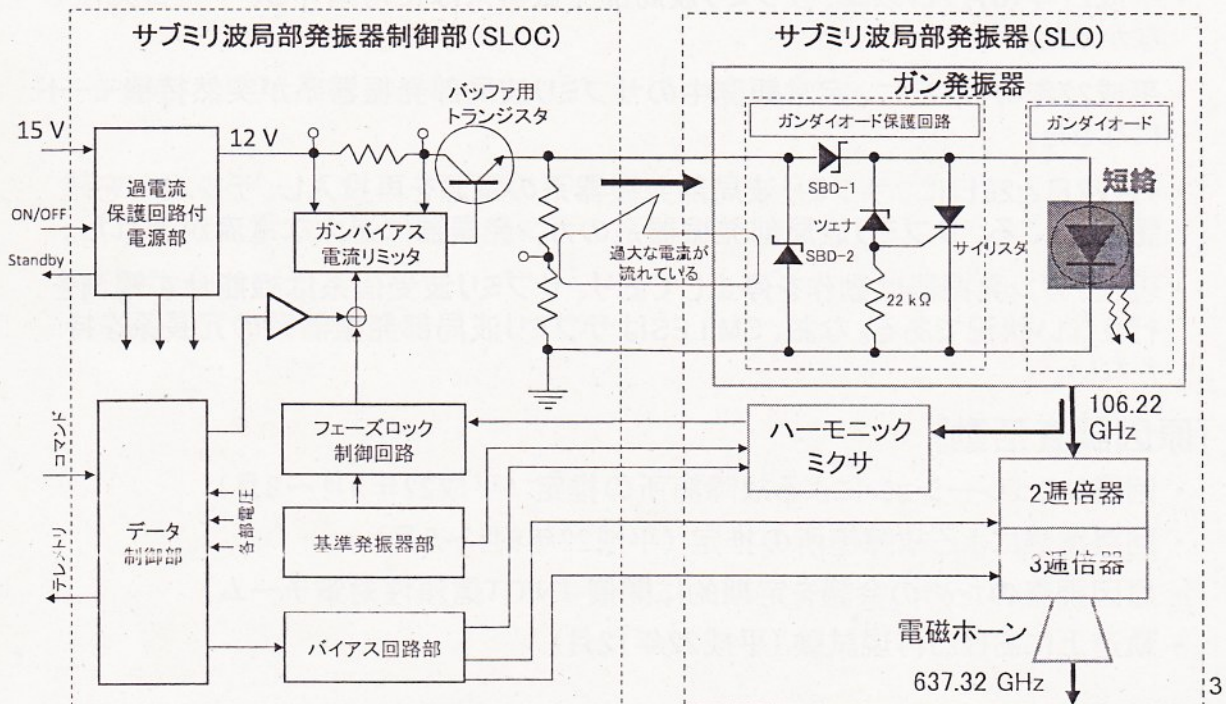 サブミリ波局部発振器制御部(SLOC)
15 V
ON/OFF
Standby
過電流
保護回路付
電源部
12 V
バッファ用
トランジスタ
ガンバイアス
電流リミッタ
過大な電流が
流れている
コマンド
テレメトリ
データ
制御部
各部電圧
フェーズロック
制御回路
基準発振器部
バイアス回路部
サブミリ波局部発振器(SLO)
ガン発振器
ガンダイオード保護回路
ガンダイオード
SBD-1
SBD-2
ツェナ
サイリスタ
22 kΩ
短絡
106.22
GHz
ハーモニック
ミクサ
2逓倍器
3逓倍器
電磁ホーン
637.32 GHz
3